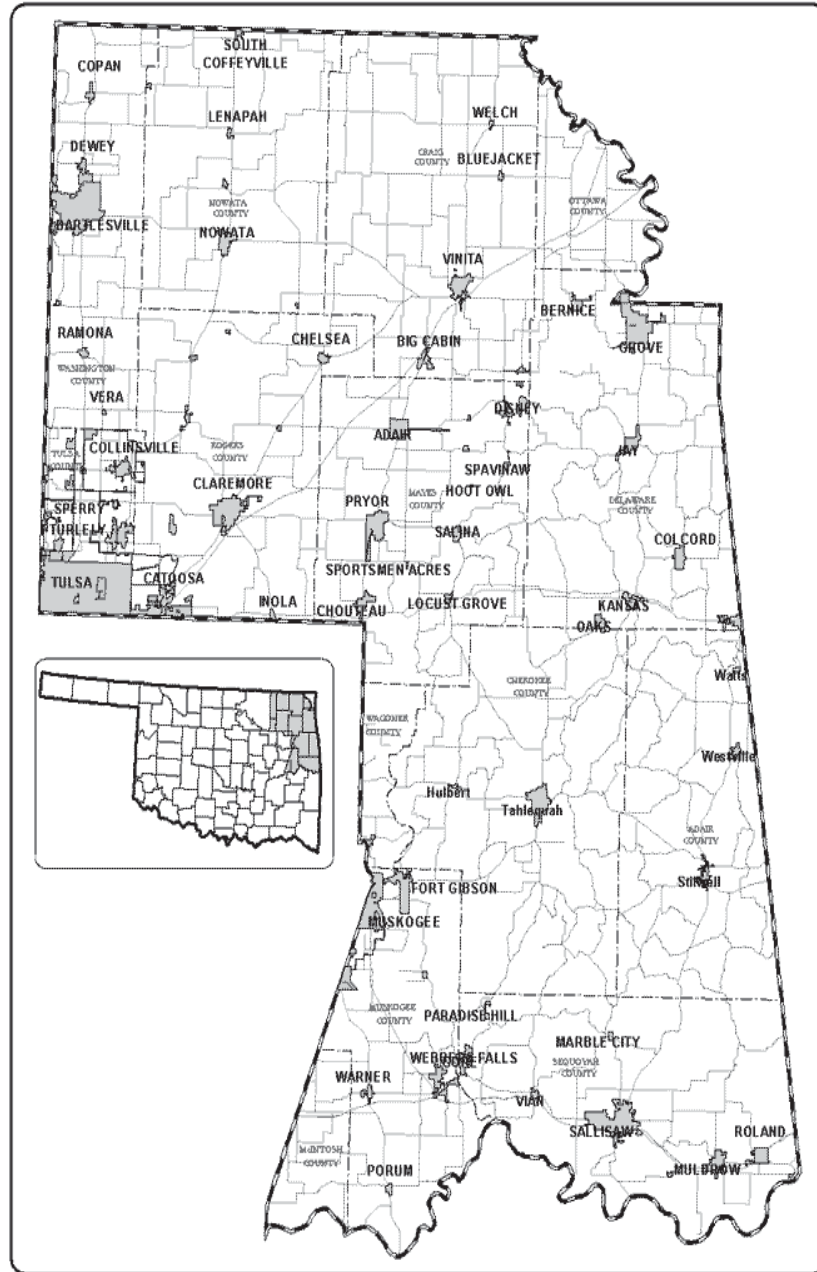 SOUTH
COFFEYVILLE
COPAN
LENAPAH
WELCH
DEWEY
CRAIG
COUNTY
BLUEJACKET
NOWATA
COUNTY
OTTAWA
COUNTY
BARTLESVILLE
NOWATA
VINITA
BERNICE
RAMONA
CHELSEA
BIG CABIN
GROVE
WASHINGTON
COUNTY
VERA
DISNEY
ADAIR
COLLINSVILLE
ROGERS
COUNTY
JAY
TULSA
COUNTY
SPAVINAW
CLAREMORE
HOOT OWL
MAYES
COUNTY
PRYOR
DELAWARE
COUNTY
SPERRY
TURLELY
SALINA
COLCORD
SPORTSMEN ACRES
CATOOSA
TULSA
INOLA
CHOUTEAU
LOCUST GROVE
KANSAS
OAKS
Watts
CHEROKEE
COUNTY
WAGONER
COUNTY
Westville
Hulbert
Tahlequah
ADAIR
COUNTY
Stilwell
FORT GIBSON
MUSKOGEE
MUSKOGEE
COUNTY
PARADISE HILL
MARBLE CITY
WEBBERS FALLS
GORE
SEQUOYAH
COUNTY
WARNER
VIAN
SALLISAW
ROLAND
McINTOSH
COUNTY
PORUM
MULDROW